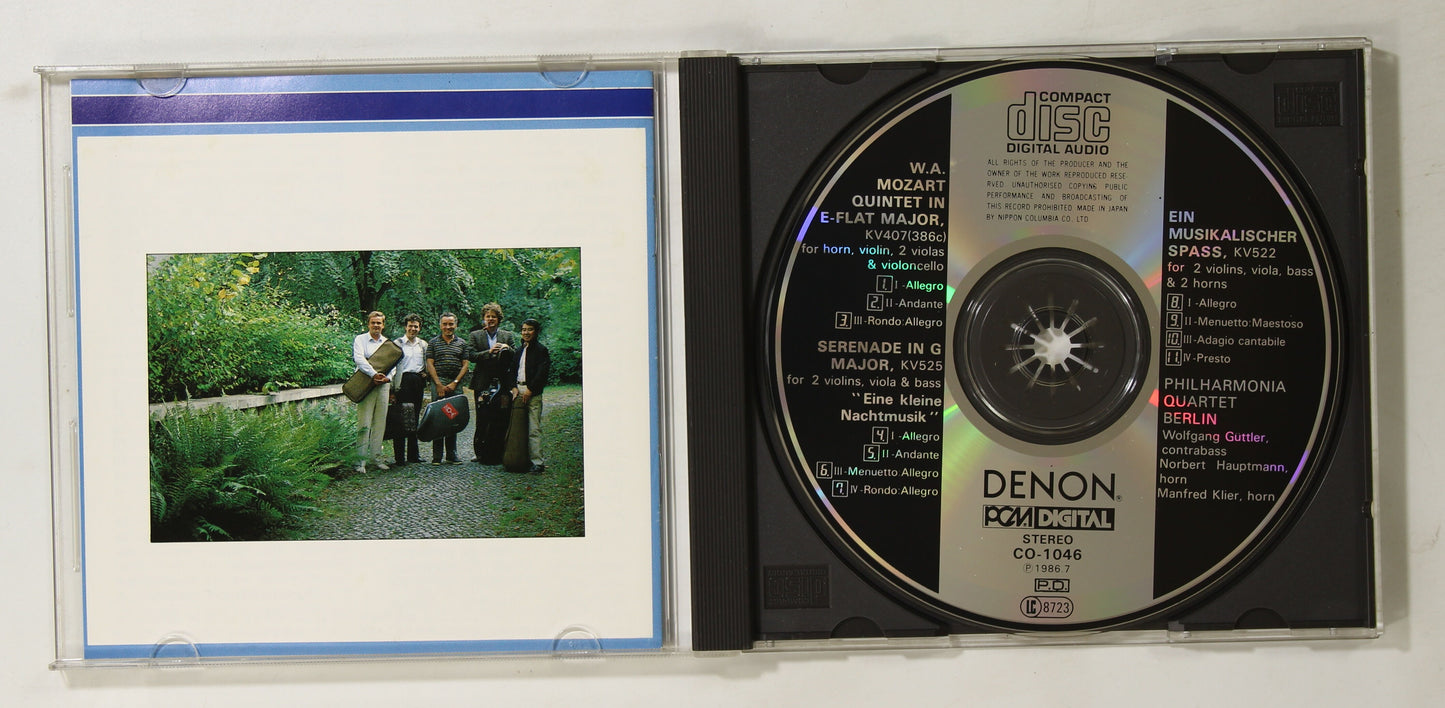 COMPACT
disc
DIGITAL AUDIO
ALL RIGHTS OF THE PRODUCER AND THE
OWNER OF THE WORK REPRODUCED RESE
RVED. UNAUTHORISED COPYING PUBLIC
PERFORMANCE AND BROADCASTING OF
THIS RECORD PROHIBITED. MADE IN JAPAN
BY NIPPON COLUMBIA CO. LTD
W.A.
MOZART
QUINTET IN
E-FLAT MAJOR,
KV407(386c)
for horn, violin, 2 violas
& violoncello
1. I-Allegro
2. II-Andante
3. III-Rondo:Allegro
SERENADE IN G
MAJOR, KV525
for 2 violins, viola & bass
"Eine kleine
Nachtmusik"
4. I-Allegro
5. II-Andante
6. III-Menuetto Allegro
7. IV-Rondo:Allegro
EIN
MUSIKALISCHER
SPASS, KV522
for 2 violins, viola, bass
& 2 horns
8. I-Allegro
9. II-Menuetto:Maestoso
10. III-Adagio cantabile
11. IV-Presto
PHILHARMONIA
QUARTET
BERLIN
Wolfgang Güttler,
contrabass
Norbert Hauptmann,
horn
Manfred Klier, horn
DENON®
PCM DIGITAL
STEREO
CO-1046
Ⓟ 1986.7
P.D.
LC 8723